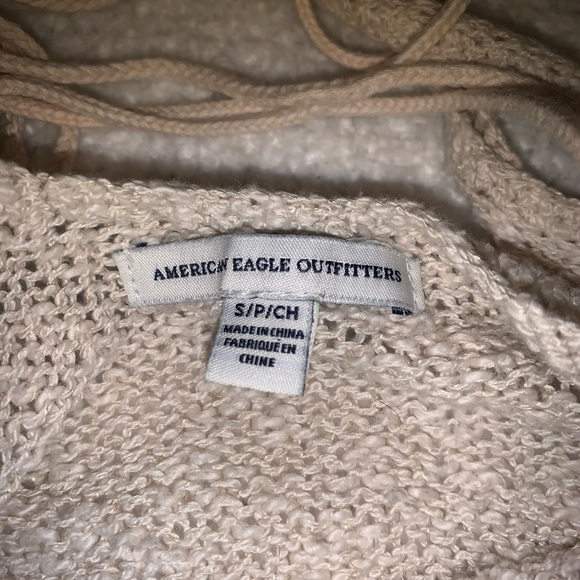 AMERICAN EAGLE OUTFITTERS
S/P/CH
MADE IN CHINA
FABRIQUÉ EN
CHINE